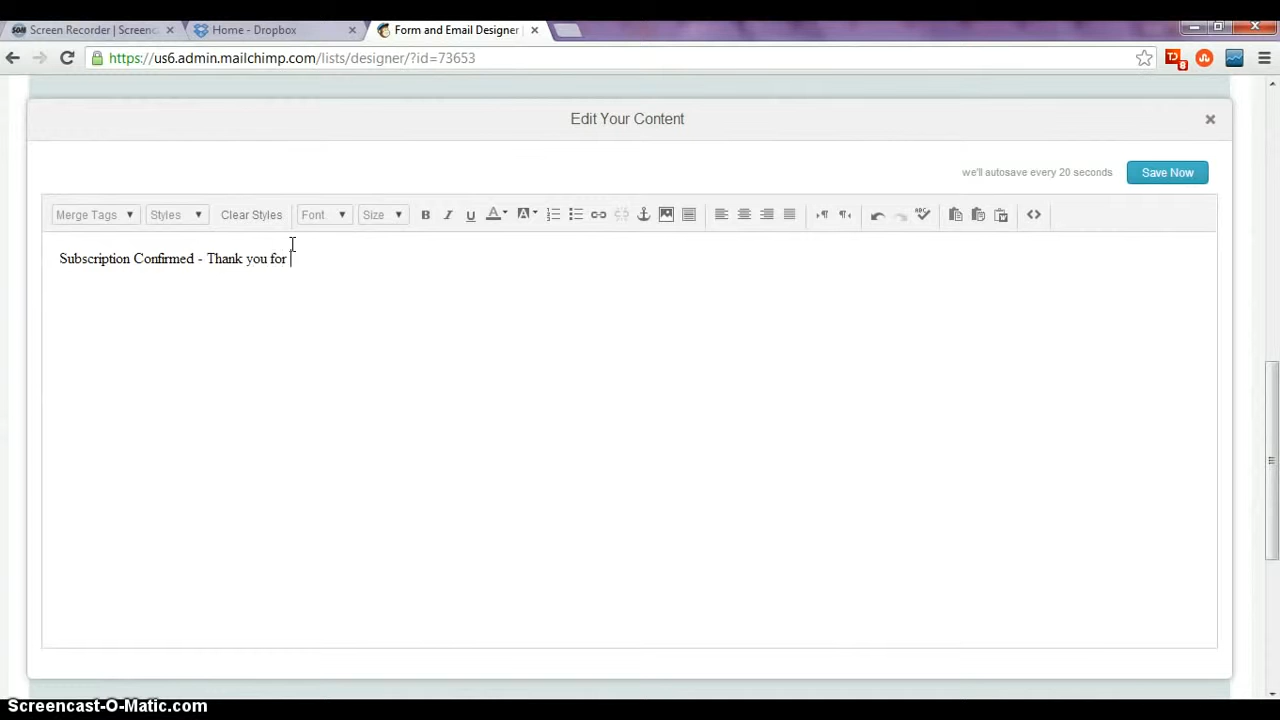 Screen Recorder | Screenc
Home - Dropbox
Form and Email Designer |
https://us6.admin.mailchimp.com/lists/designer/?id=73653
8
Edit Your Content
we'll autosave every 20 seconds
Save Now
Merge Tags
Styles
Clear Styles
Font
Size
B
I
U
A
A
ABC
Subscription Confirmed - Thank you for
Screencast-O-Matic.com